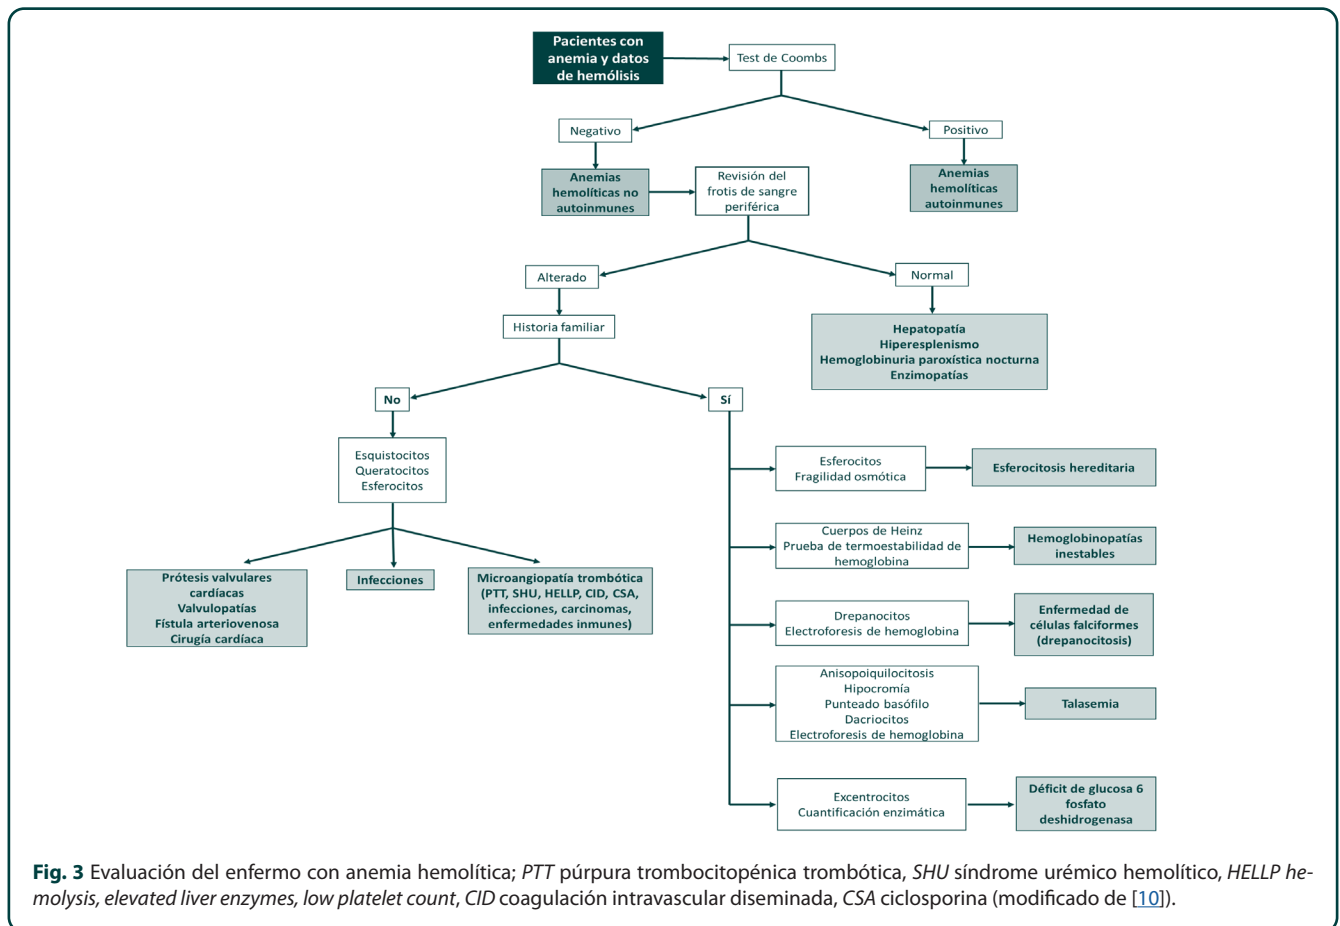 Pacientes con
anemia y datos
de hemólisis
Test de Coombs
Negativo
Positivo
Anemias
hemolíticas no
autoinmunes
Revisión del
frotis de sangre
periférica
Anemias
hemolíticas
autoinmunes
Alterado
Normal
Historia familiar
Hepatopatía
Hiperesplenismo
Hemoglobinuria paroxística nocturna
Enzimopatías
No
Sí
Esquistocitos
Queratocitos
Esferocitos
Prótesis valvulares
cardíacas
Valvulopatías
Fístula arteriovenosa
Cirugía cardíaca
Infecciones
Microangiopatía trombótica
(PTT, SHU, HELLP, CID, CSA,
infecciones, carcinomas,
enfermedades inmunes)
Esferocitos
Fragilidad osmótica
Esferocitosis hereditaria
Cuerpos de Heinz
Prueba de termoestabilidad de
hemoglobina
Hemoglobinopatías
inestables
Drepanocitos
Electroforesis de hemoglobina
Enfermedad de
células falciformes
(drepanocitosis)
Anisopoiquilocitosis
Hipocromía
Punteado basófilo
Dacriocitos
Electroforesis de hemoglobina
Talasemia
Excentrocitos
Cuantificación enzimática
Déficit de glucosa 6
fosfato
deshidrogenasa
Fig. 3 Evaluación del enfermo con anemia hemolítica; PTT púrpura trombocitopénica trombótica, SHU síndrome urémico hemolítico, HELLP he-
molysis, elevated liver enzymes, low platelet count, CID coagulación intravascular diseminada, CSA ciclosporina (modificado de [10]).